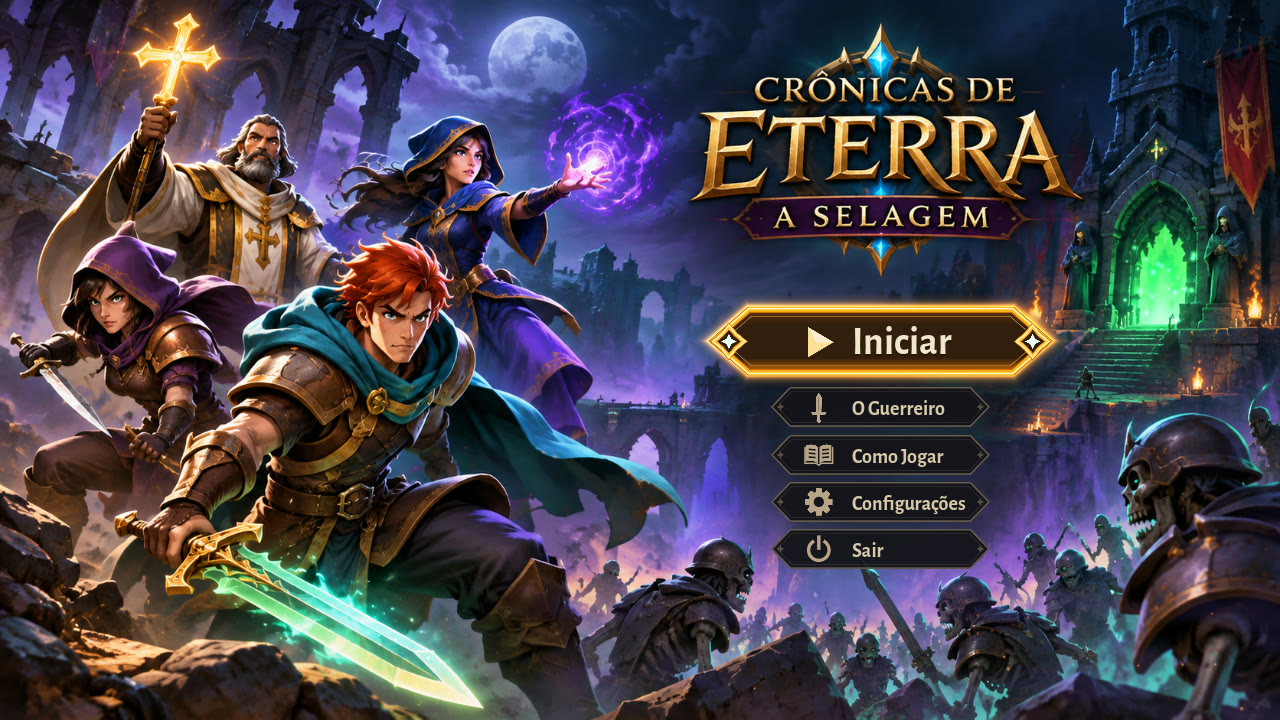 CRÔNICAS DE
ETERRA
A SELAGEM
Iniciar
O Guerreiro
Como Jogar
Configurações
Sair